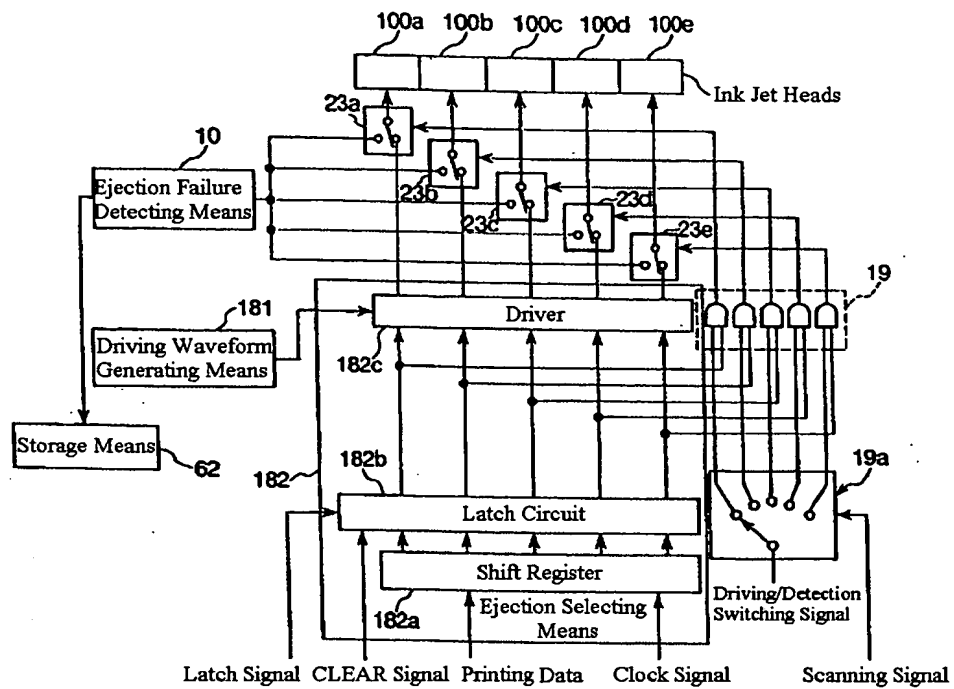 100a 100b 100c 100d 100e
Ink Jet Heads
23a
10
Ejection Failure
Detecting Means
23b
23c
23d
23e
19
181
Driver
Driving Waveform
Generating Means
182c
Storage Means
62
182
182b
19a
Latch Circuit
Shift Register
182a
Ejection Selecting
Means
Driving/Detection
Switching Signal
Latch Signal CLEAR Signal Printing Data Clock Signal Scanning Signal